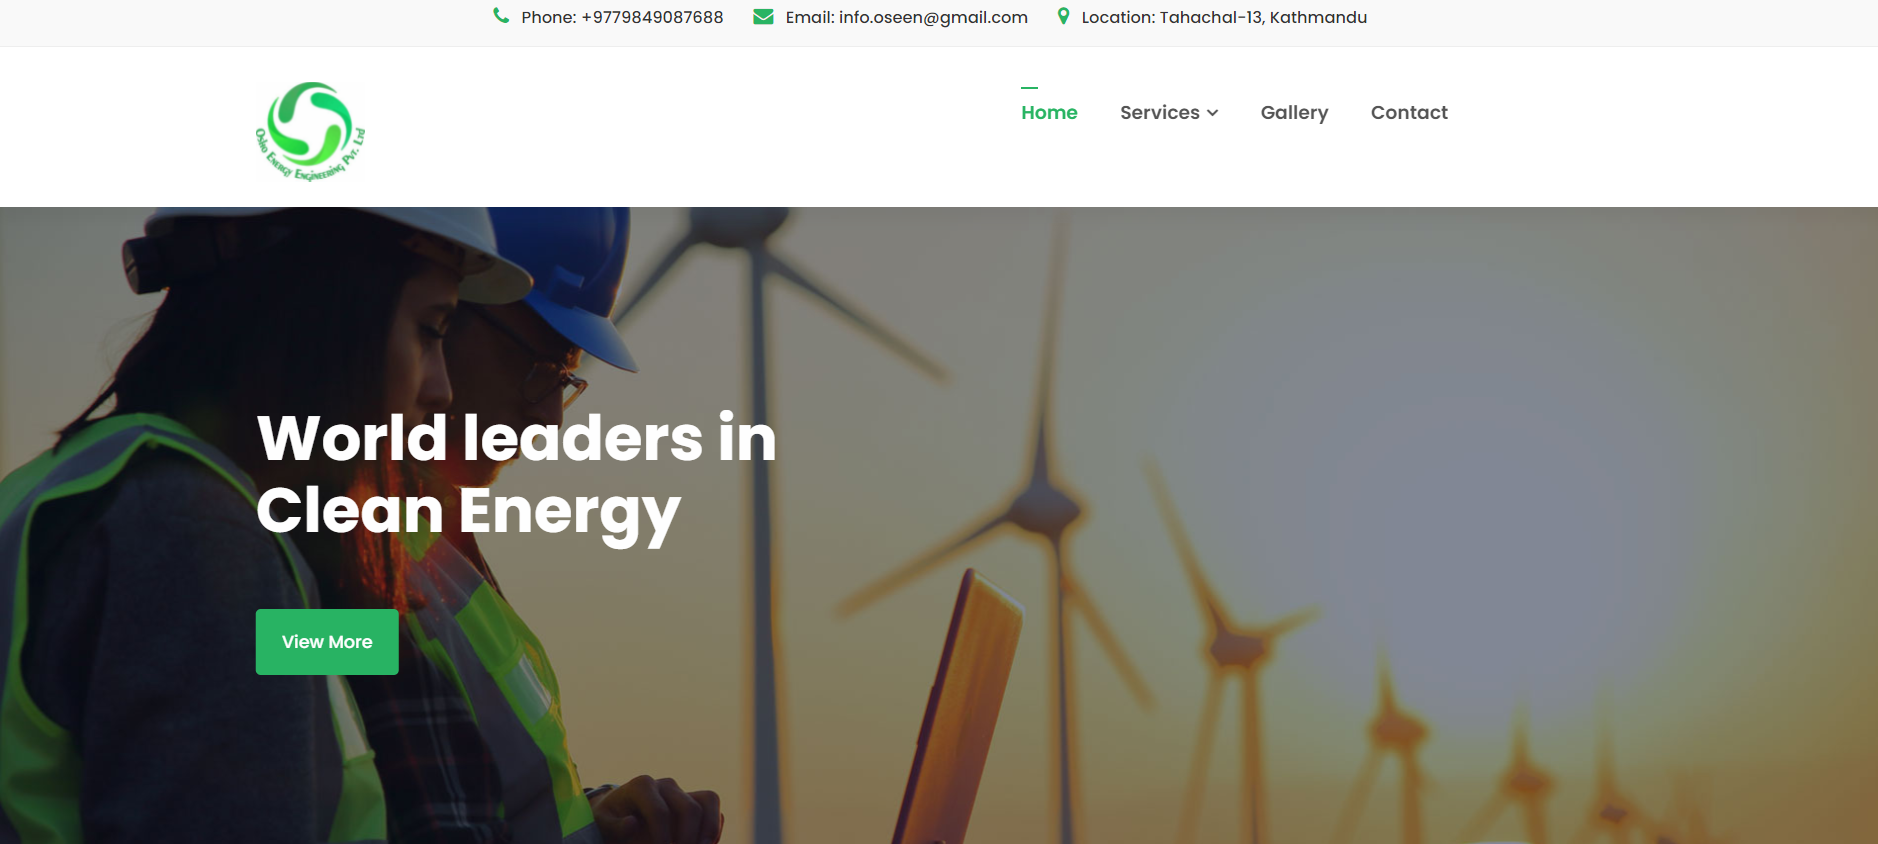 Phone: +9779849087688 Email: info.oseen@gmail.com Location: Tahachal-13, Kathmandu
Osho Energy Engineering Pvt. Ltd
Home Services Gallery Contact
World leaders in
Clean Energy
View More